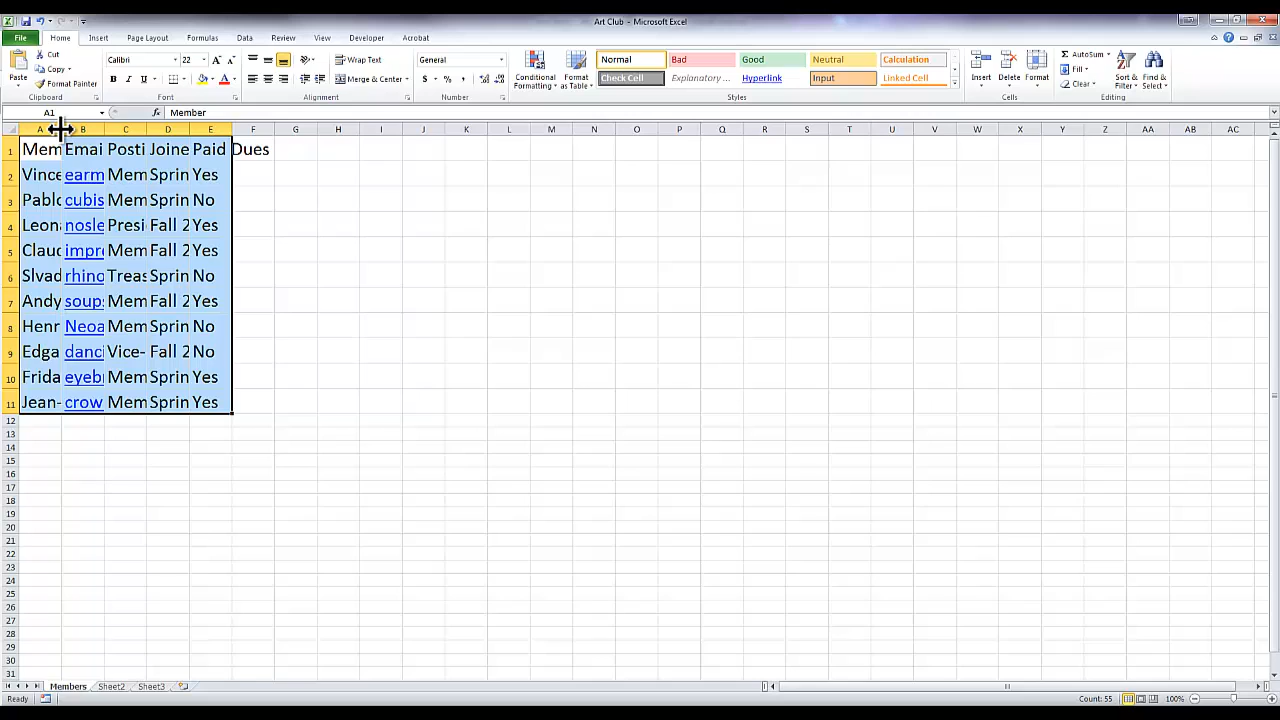 Art Club - Microsoft Excel
File Home Insert Page Layout Formulas Data Review View Developer Acrobat
Cut Calibri 22 Wrap Text General Normal Bad Good Neutral Calculation AutoSum
Copy Fill
Paste Format Painter B I U Merge & Center $ % , Conditional Formatting Format as Table Check Cell Explanatory ... Hyperlink Input Linked Cell Insert Delete Format Clear Sort & Filter Find & Select
Clipboard Font Alignment Number Styles Cells Editing
A1 fx Member
A B C D E F G H I J K L M N O P Q R S T U V W X Y Z AA AB AC
1 Mem Emai Posti Joine Paid Dues
2 Vince earm Mem Sprin Yes
3 Pablo cubis Mem Sprin No
4 Leona nosle Presi Fall 2 Yes
5 Claud impre Mem Fall 2 Yes
6 Slvad rhino Treas Sprin No
7 Andy soups Mem Fall 2 Yes
8 Henr Neoa Mem Sprin No
9 Edga danci Vice- Fall 2 No
10 Frida eyeb Mem Sprin Yes
11 Jean- crow Mem Sprin Yes
12
13
14
15
16
17
18
19
20
21
22
23
24
25
26
27
28
29
30
31
Members Sheet2 Sheet3
Ready Count: 55 100%